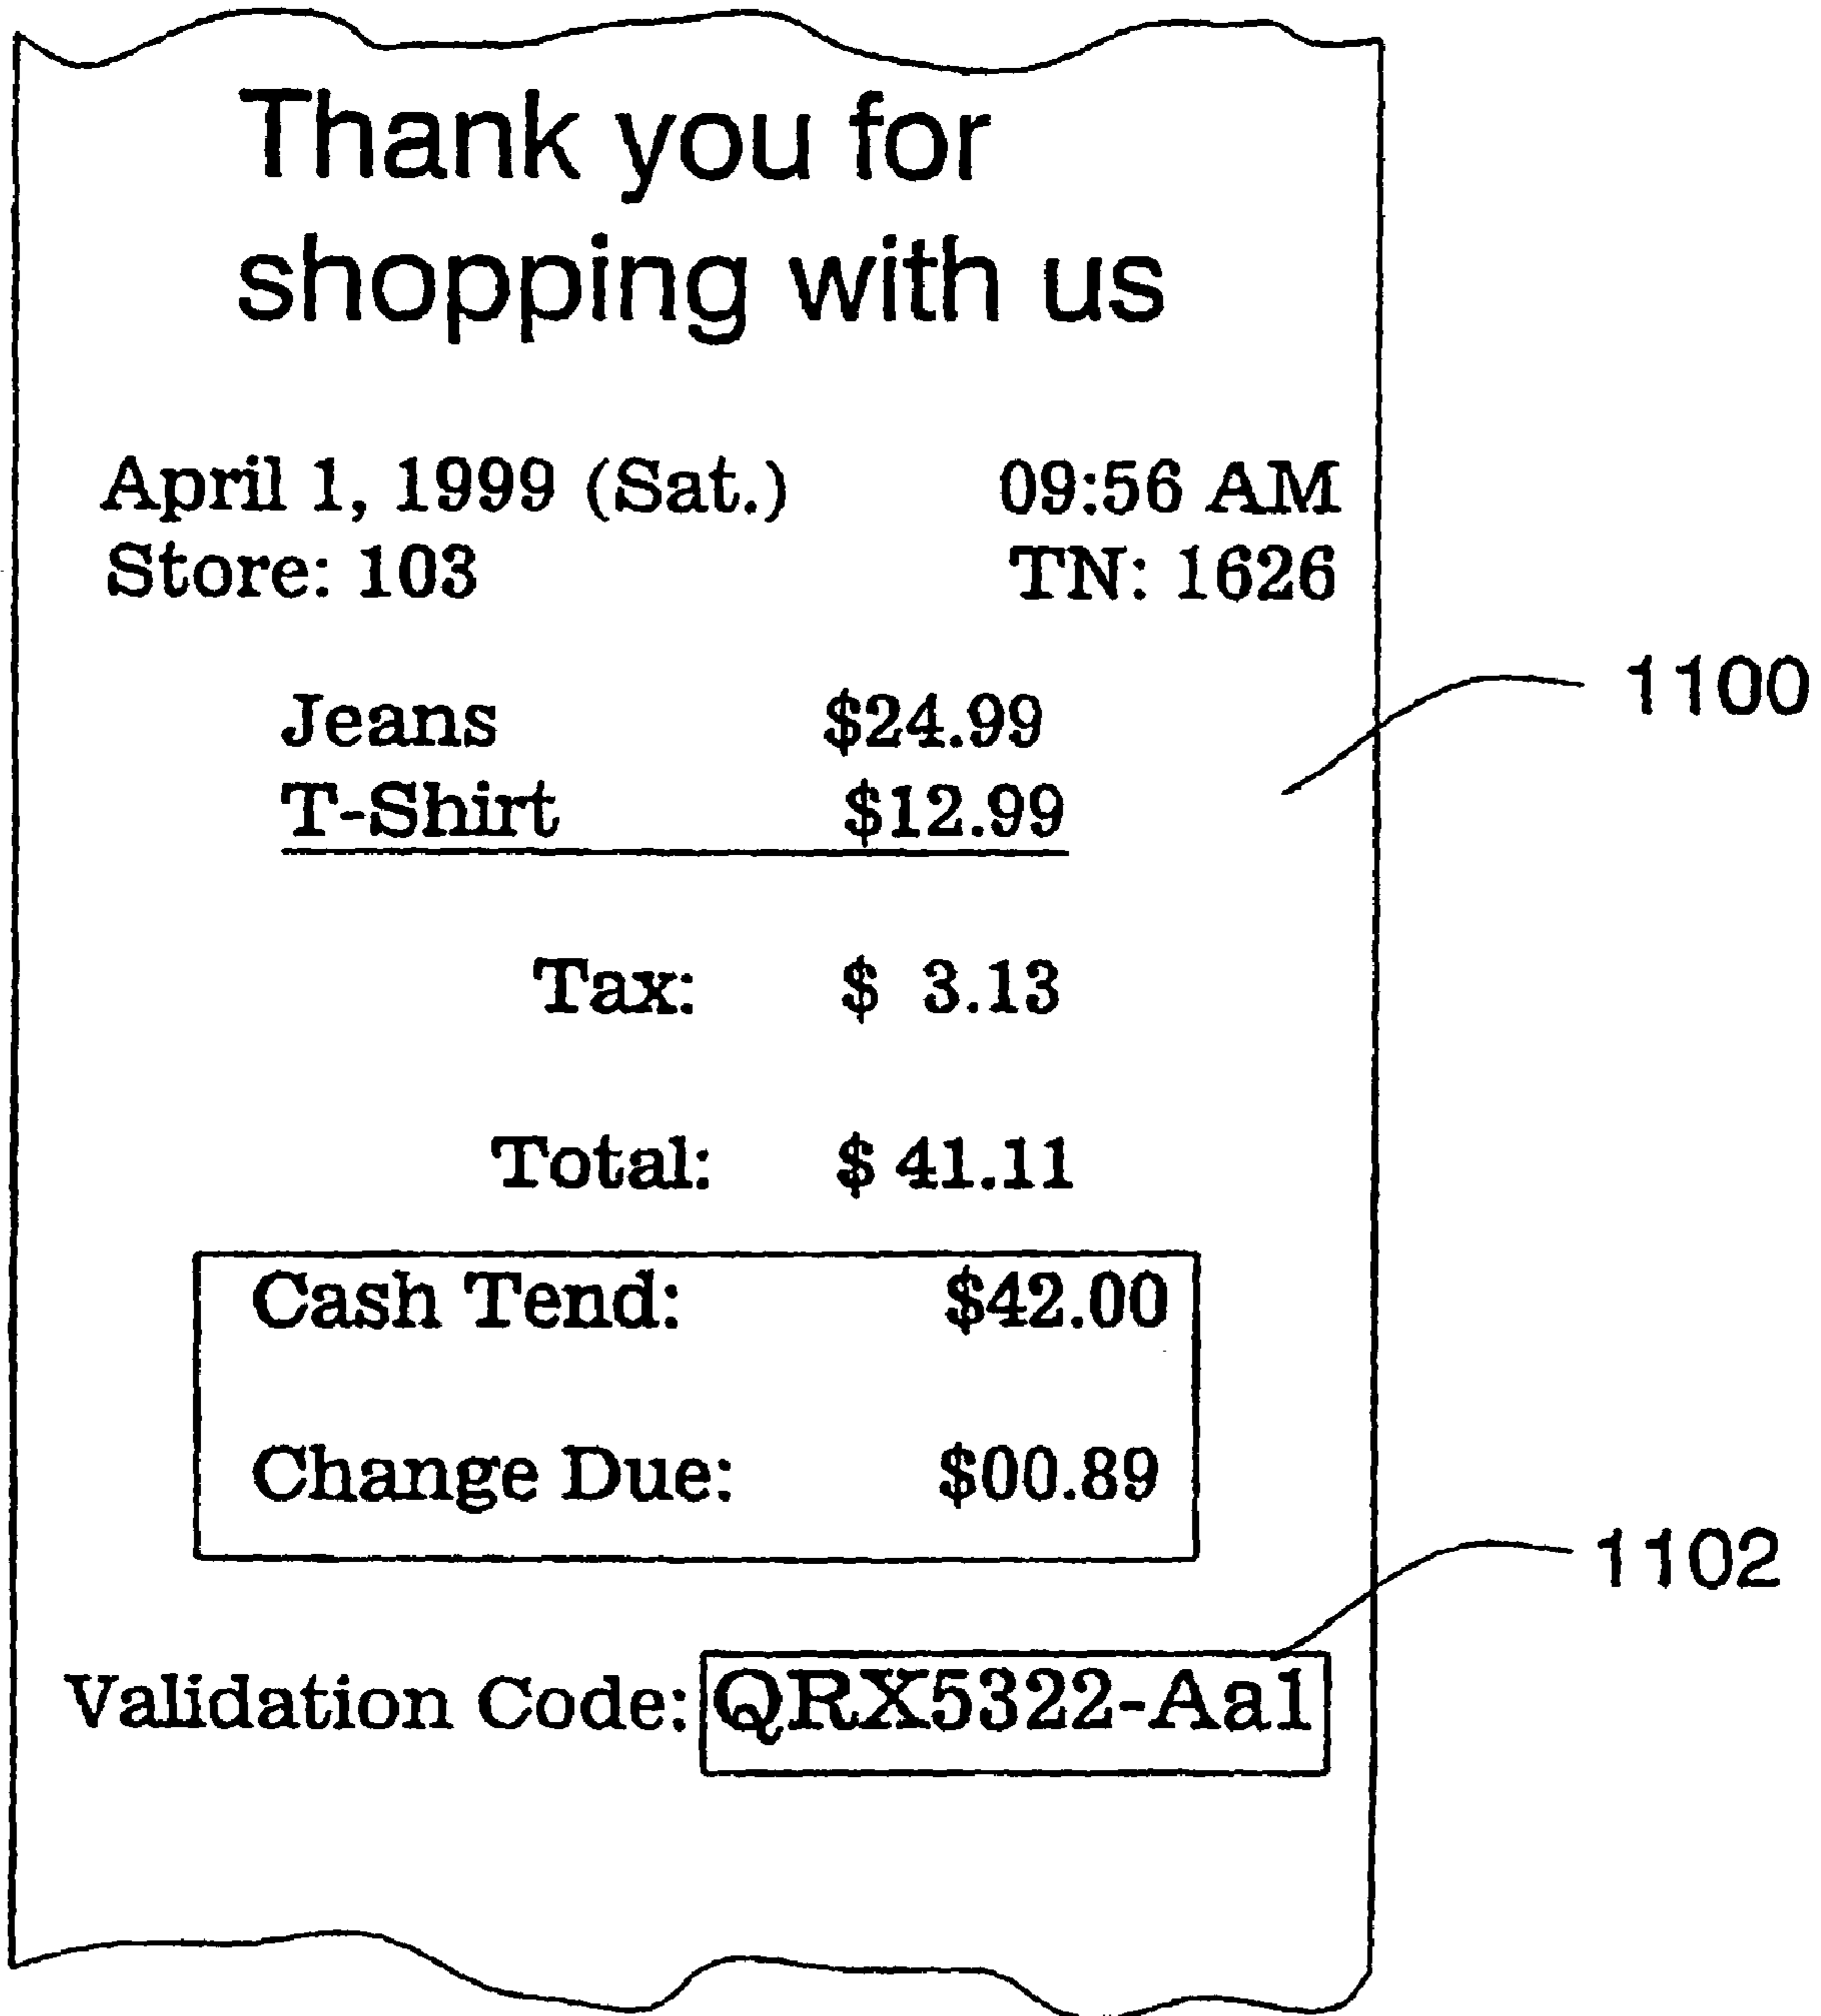 Thank you for
shopping with us
April 1, 1999 (Sat.) 09:56 AM
Store: 103 TN: 1626
1100
Jeans $24.99
T-Shirt $12.99
Tax: $ 3.13
Total: $ 41.11
Cash Tend: $42.00
Change Due: $00.89
1102
Validation Code: QRX5322-Aa1